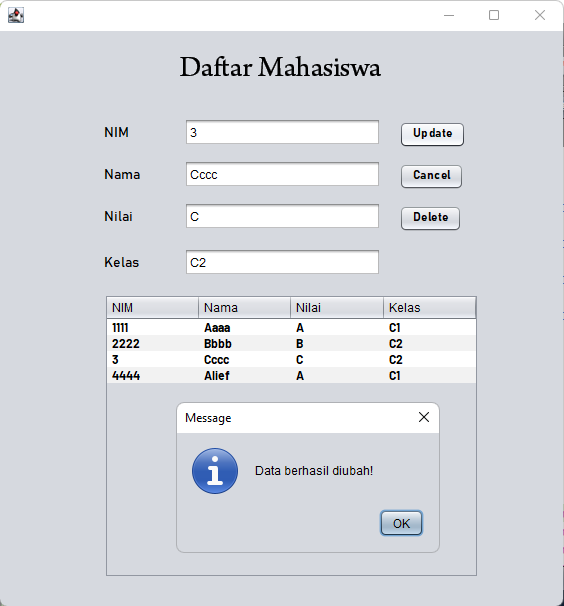 Daftar Mahasiswa
NIM 3 Update
Nama Cccc Cancel
Nilai C Delete
Kelas C2
NIM Nama Nilai Kelas
1111 Aaaa A C1
2222 Bbbb B C2
3 Cccc C C2
4444 Alief A C1
Message
Data berhasil diubah!
OK